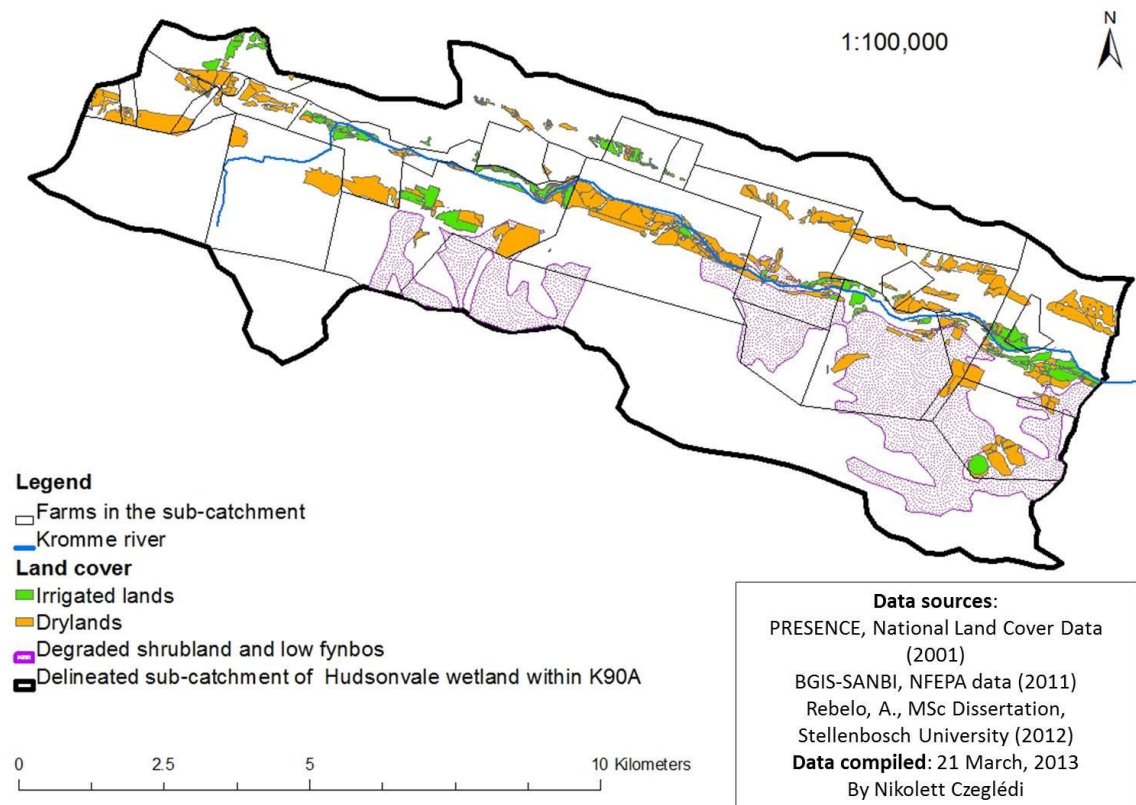 N
1:100,000
Legend
Farms in the sub-catchment
Kromme river
Land cover
Irrigated lands
Drylands
Degraded shrubland and low fynbos
Delineated sub-catchment of Hudsonvale wetland within K90A
0 2.5 5 10 Kilometers
Data sources:
PRESENCE, National Land Cover Data
(2001)
BGIS-SANBI, NFEPA data (2011)
Rebelo, A., MSc Dissertation,
Stellenbosch University (2012)
Data compiled: 21 March, 2013
By Nikolett Czeglédi